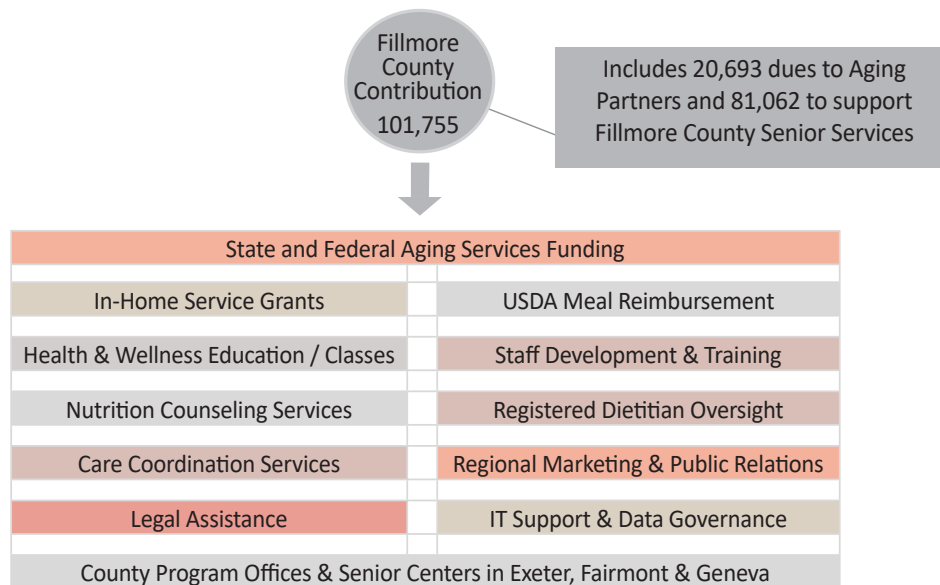 Fillmore
County
Contribution
101,755
Includes 20,693 dues to Aging
Partners and 81,062 to support
Fillmore County Senior Services
State and Federal Aging Services Funding
In-Home Service Grants
USDA Meal Reimbursement
Health & Wellness Education / Classes
Staff Development & Training
Nutrition Counseling Services
Registered Dietitian Oversight
Care Coordination Services
Regional Marketing & Public Relations
Legal Assistance
IT Support & Data Governance
County Program Offices & Senior Centers in Exeter, Fairmont & Geneva